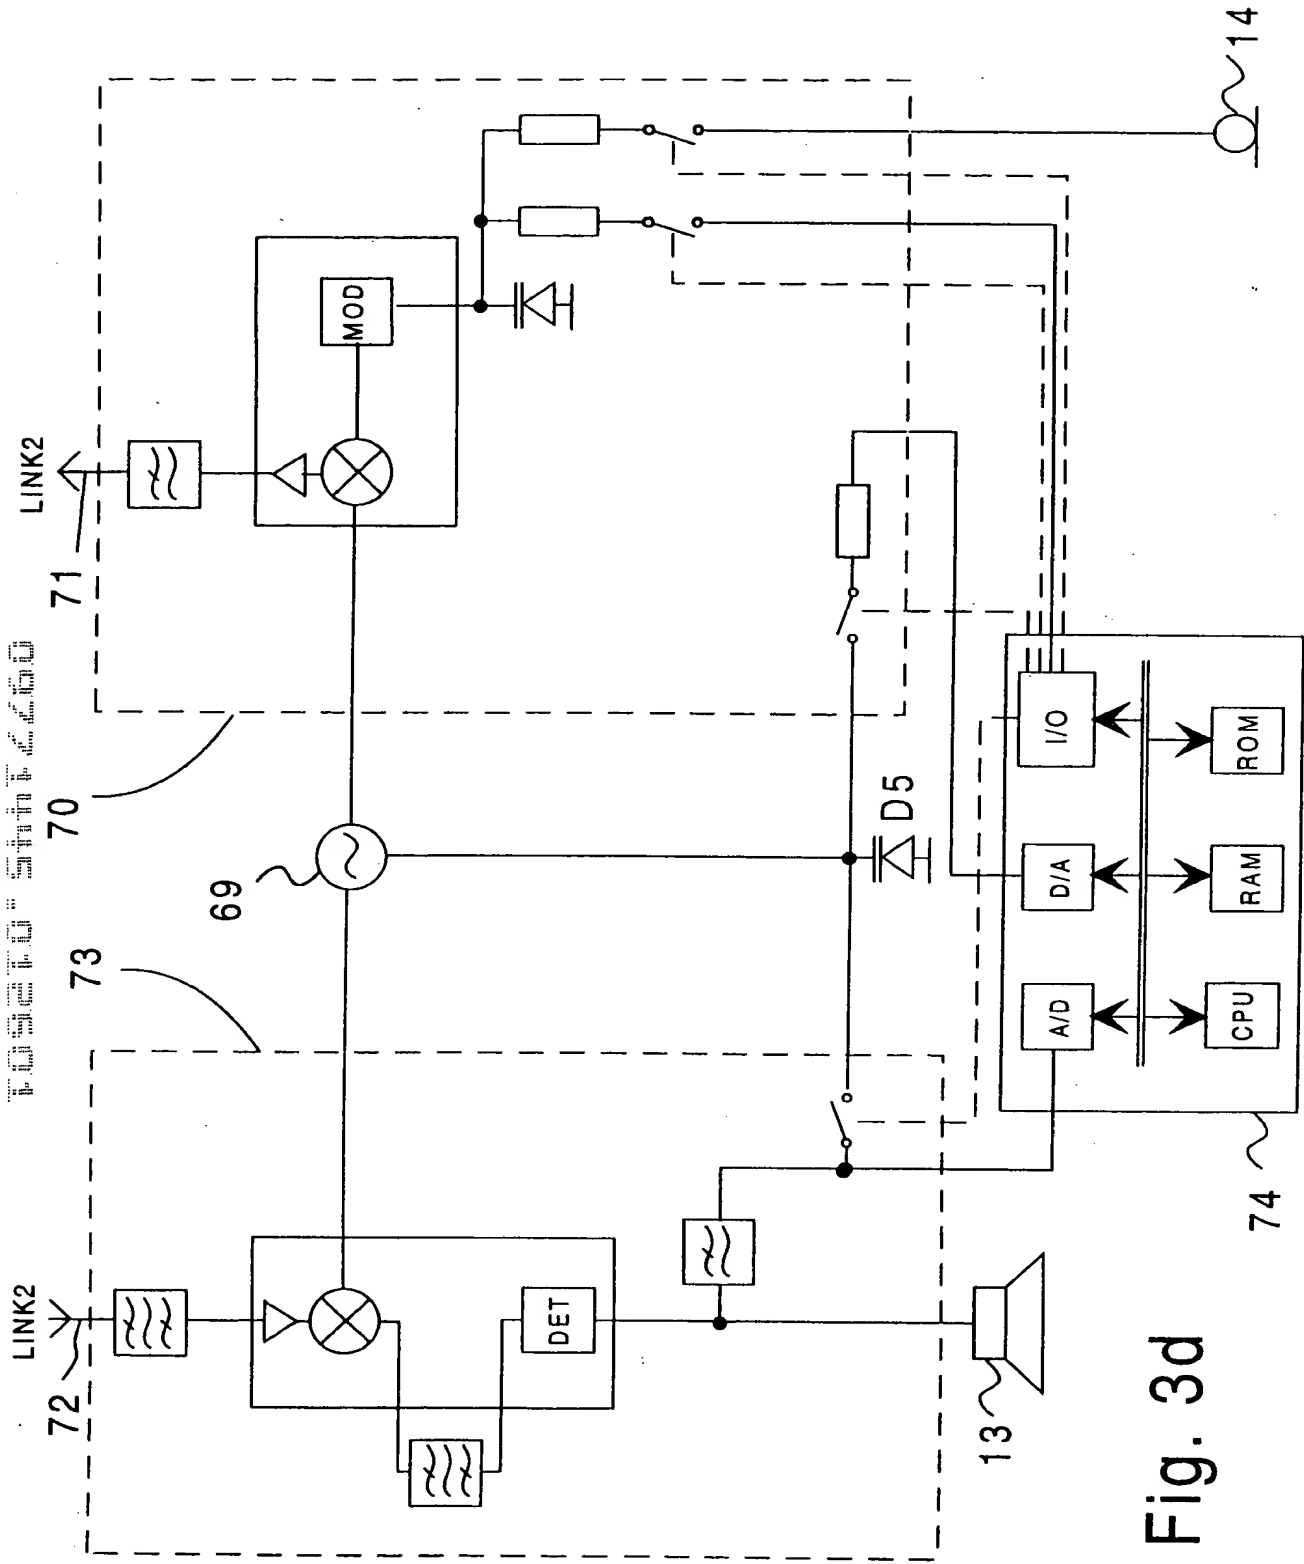 LINK2
72
73
69
70
71
LINK2
MOD
DET
D5
13
14
74
A/D
D/A
I/O
CPU
RAM
ROM
Fig. 3d